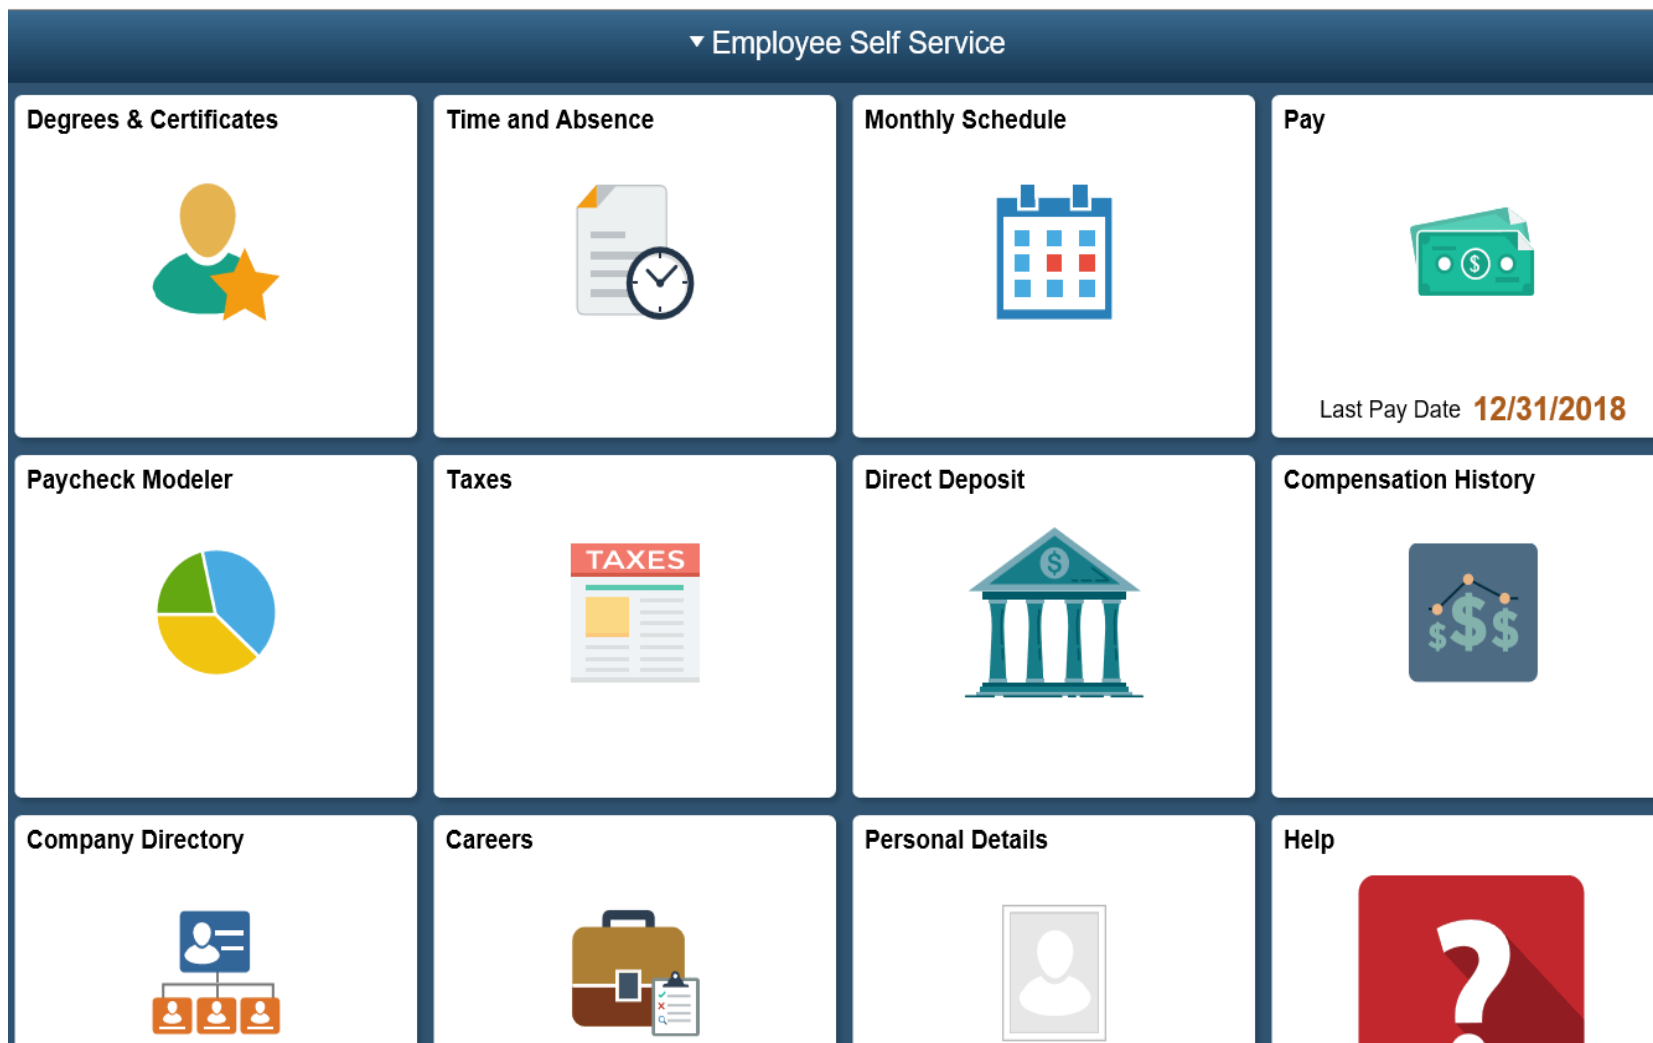 Employee Self Service
Degrees & Certificates
Time and Absence
Monthly Schedule
Pay
$
Last Pay Date 12/31/2018
Paycheck Modeler
Taxes
Direct Deposit
Compensation History
TAXES
$
$$$
Company Directory
Careers
Personal Details
Help
?